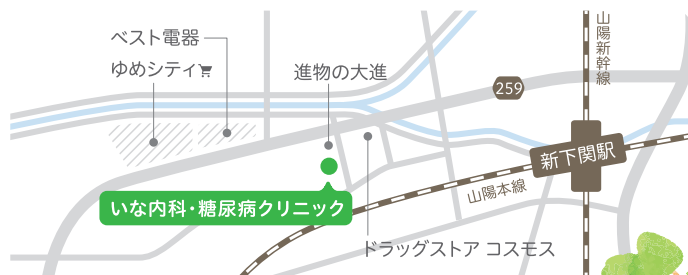 ベスト電器
ゆめシティ
進物の大進
259
山陽新幹線
新下関駅
山陽本線
いな内科・糖尿病クリニック
ドラッグストア コスモス